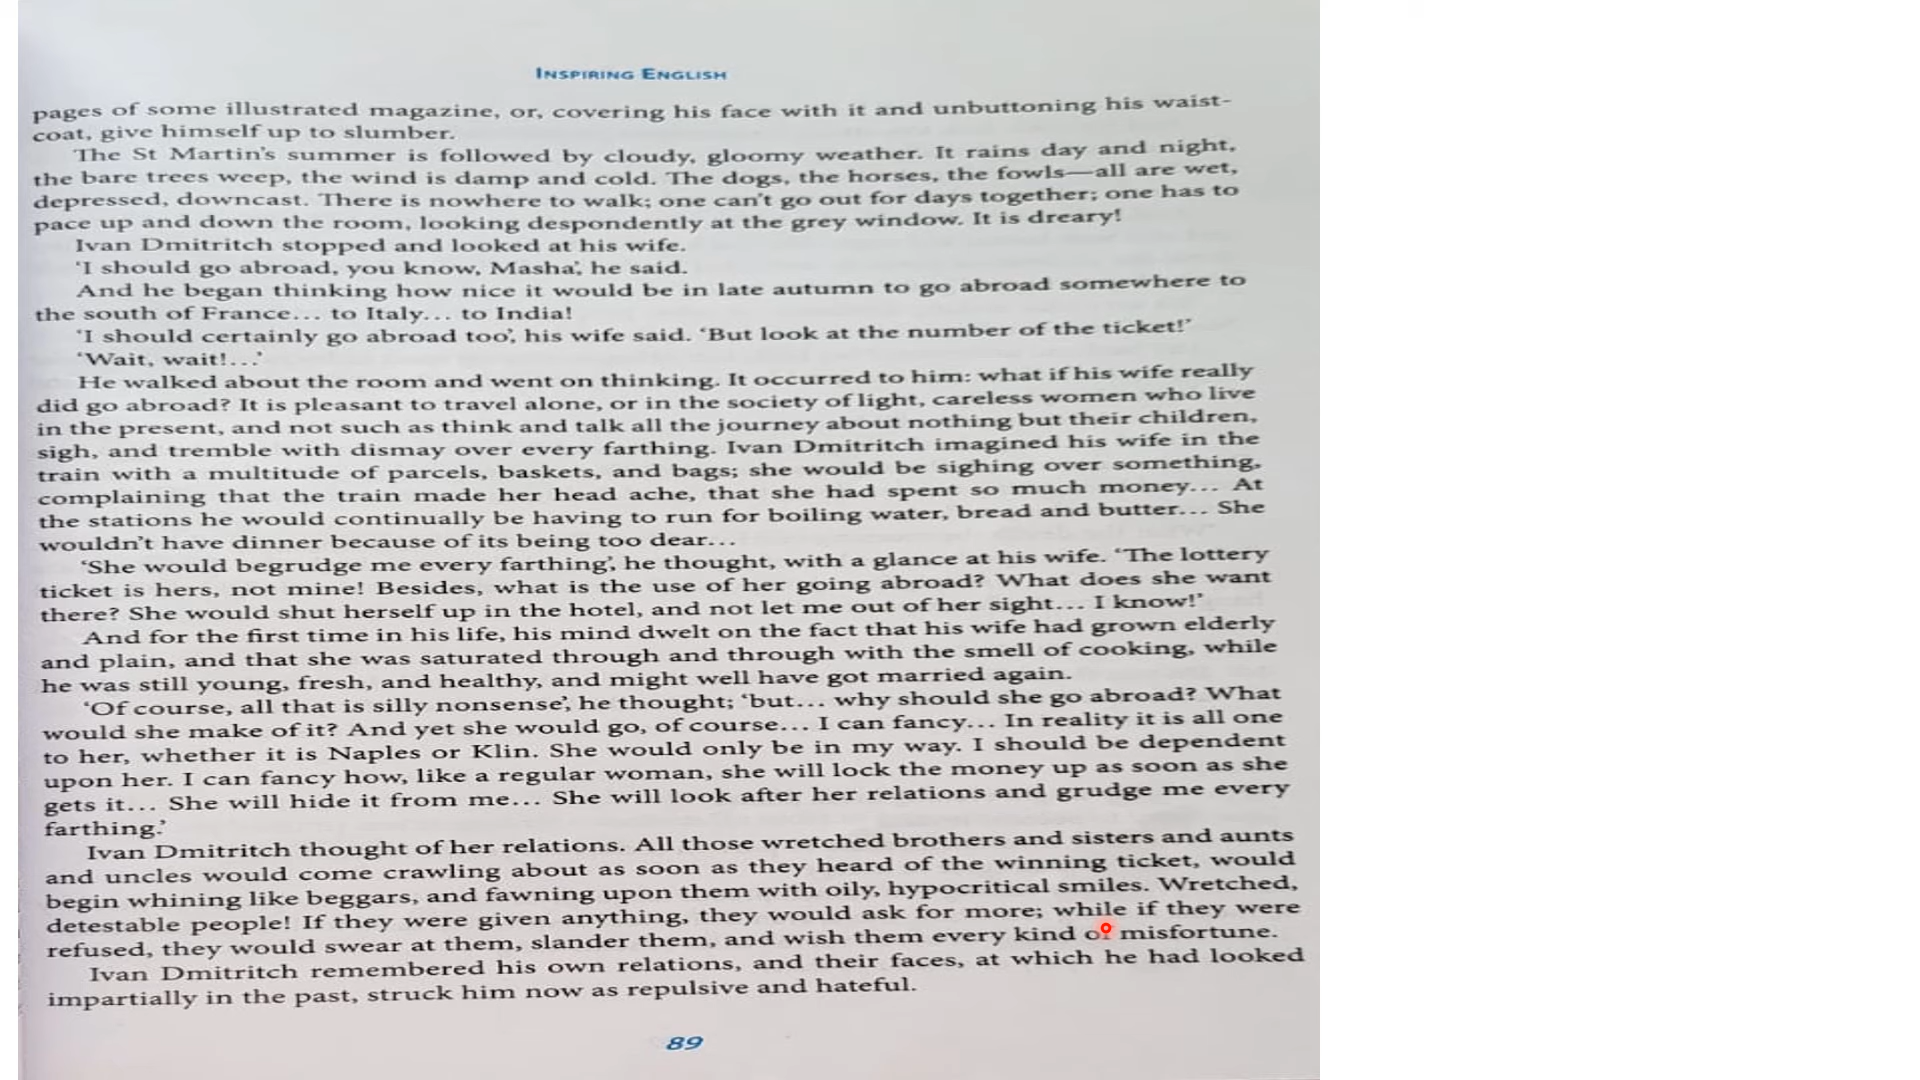 INSPIRING ENGLISH
pages of some illustrated magazine, or, covering his face with it and unbuttoning his waist-
coat, give himself up to slumber.
The St Martin's summer is followed by cloudy, gloomy weather. It rains day and night,
the bare trees weep, the wind is damp and cold. The dogs, the horses, the fowls—all are wet,
depressed, downcast. There is nowhere to walk; one can't go out for days together; one has to
pace up and down the room, looking despondently at the grey window. It is dreary!
Ivan Dmitritch stopped and looked at his wife.
'I should go abroad, you know, Masha', he said.
And he began thinking how nice it would be in late autumn to go abroad somewhere to
the south of France... to Italy... to India!
'I should certainly go abroad too', his wife said. 'But look at the number of the ticket!'
'Wait, wait!...'
He walked about the room and went on thinking. It occurred to him: what if his wife really
did go abroad? It is pleasant to travel alone, or in the society of light, careless women who live
in the present, and not such as think and talk all the journey about nothing but their children,
sigh, and tremble with dismay over every farthing. Ivan Dmitritch imagined his wife in the
train with a multitude of parcels, baskets, and bags; she would be sighing over something,
complaining that the train made her head ache, that she had spent so much money... At
the stations he would continually be having to run for boiling water, bread and butter... She
wouldn't have dinner because of its being too dear...
'She would begrudge me every farthing', he thought, with a glance at his wife. 'The lottery
ticket is hers, not mine! Besides, what is the use of her going abroad? What does she want
there? She would shut herself up in the hotel, and not let me out of her sight... I know!'
And for the first time in his life, his mind dwelt on the fact that his wife had grown elderly
and plain, and that she was saturated through and through with the smell of cooking, while
he was still young, fresh, and healthy, and might well have got married again.
'Of course, all that is silly nonsense', he thought; 'but... why should she go abroad? What
would she make of it? And yet she would go, of course... I can fancy... In reality it is all one
to her, whether it is Naples or Klin. She would only be in my way. I should be dependent
upon her. I can fancy how, like a regular woman, she will lock the money up as soon as she
gets it... She will hide it from me... She will look after her relations and grudge me every
farthing.'
Ivan Dmitritch thought of her relations. All those wretched brothers and sisters and aunts
and uncles would come crawling about as soon as they heard of the winning ticket, would
begin whining like beggars, and fawning upon them with oily, hypocritical smiles. Wretched,
detestable people! If they were given anything, they would ask for more; while if they were
refused, they would swear at them, slander them, and wish them every kind of misfortune.
Ivan Dmitritch remembered his own relations, and their faces, at which he had looked
impartially in the past, struck him now as repulsive and hateful.
89